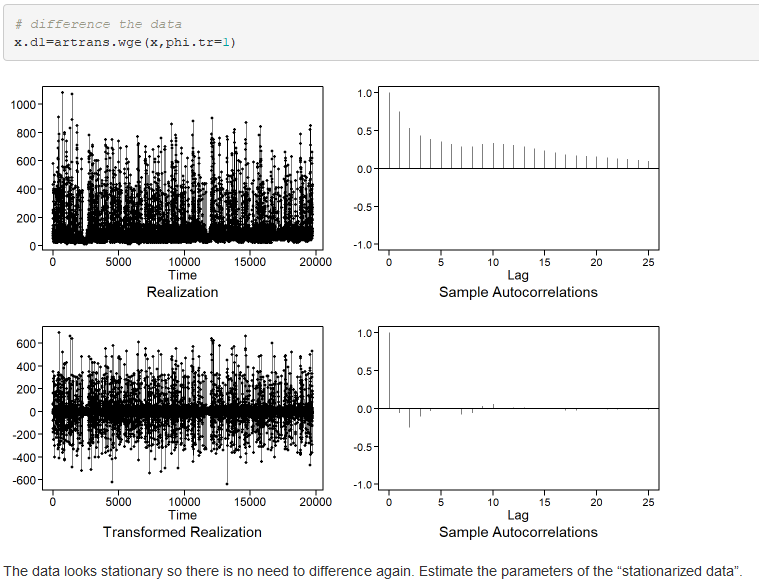 # difference the data
x.d1=artrans.wge(x,phi.tr=1)
1000
800
600
400
200
0
0 5000 10000 15000 20000
Time
Realization
1.0
0.5
0.0
-0.5
-1.0
0 5 10 15 20 25
Lag
Sample Autocorrelations
600
400
200
0
-200
-400
-600
0 5000 10000 15000 20000
Time
Transformed Realization
1.0
0.5
0.0
-0.5
-1.0
0 5 10 15 20 25
Lag
Sample Autocorrelations
The data looks stationary so there is no need to difference again. Estimate the parameters of the “stationarized data”.